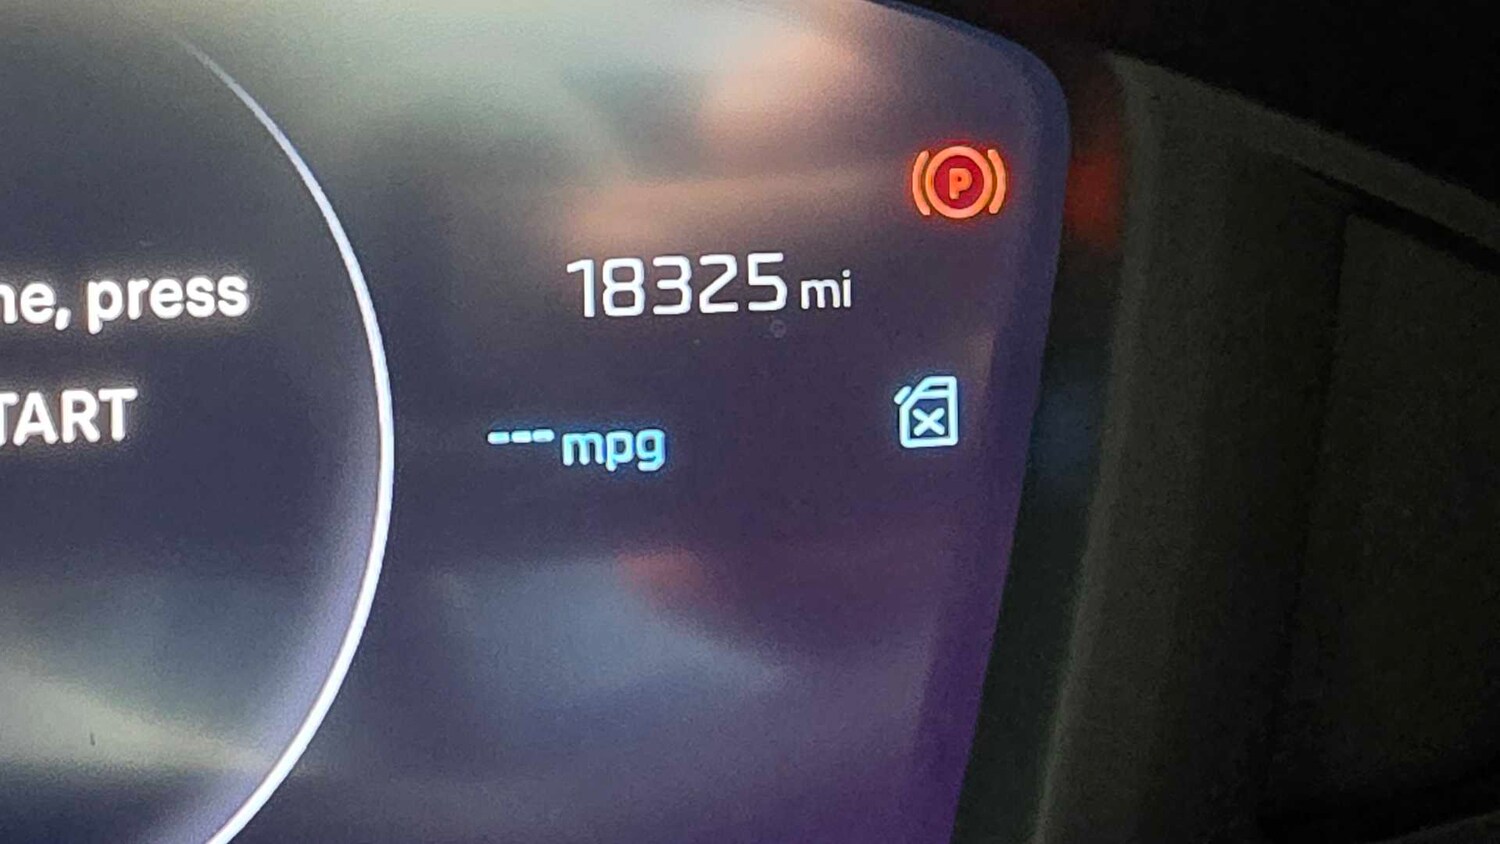 ne, press
TART
P
18325 mi
---mpg